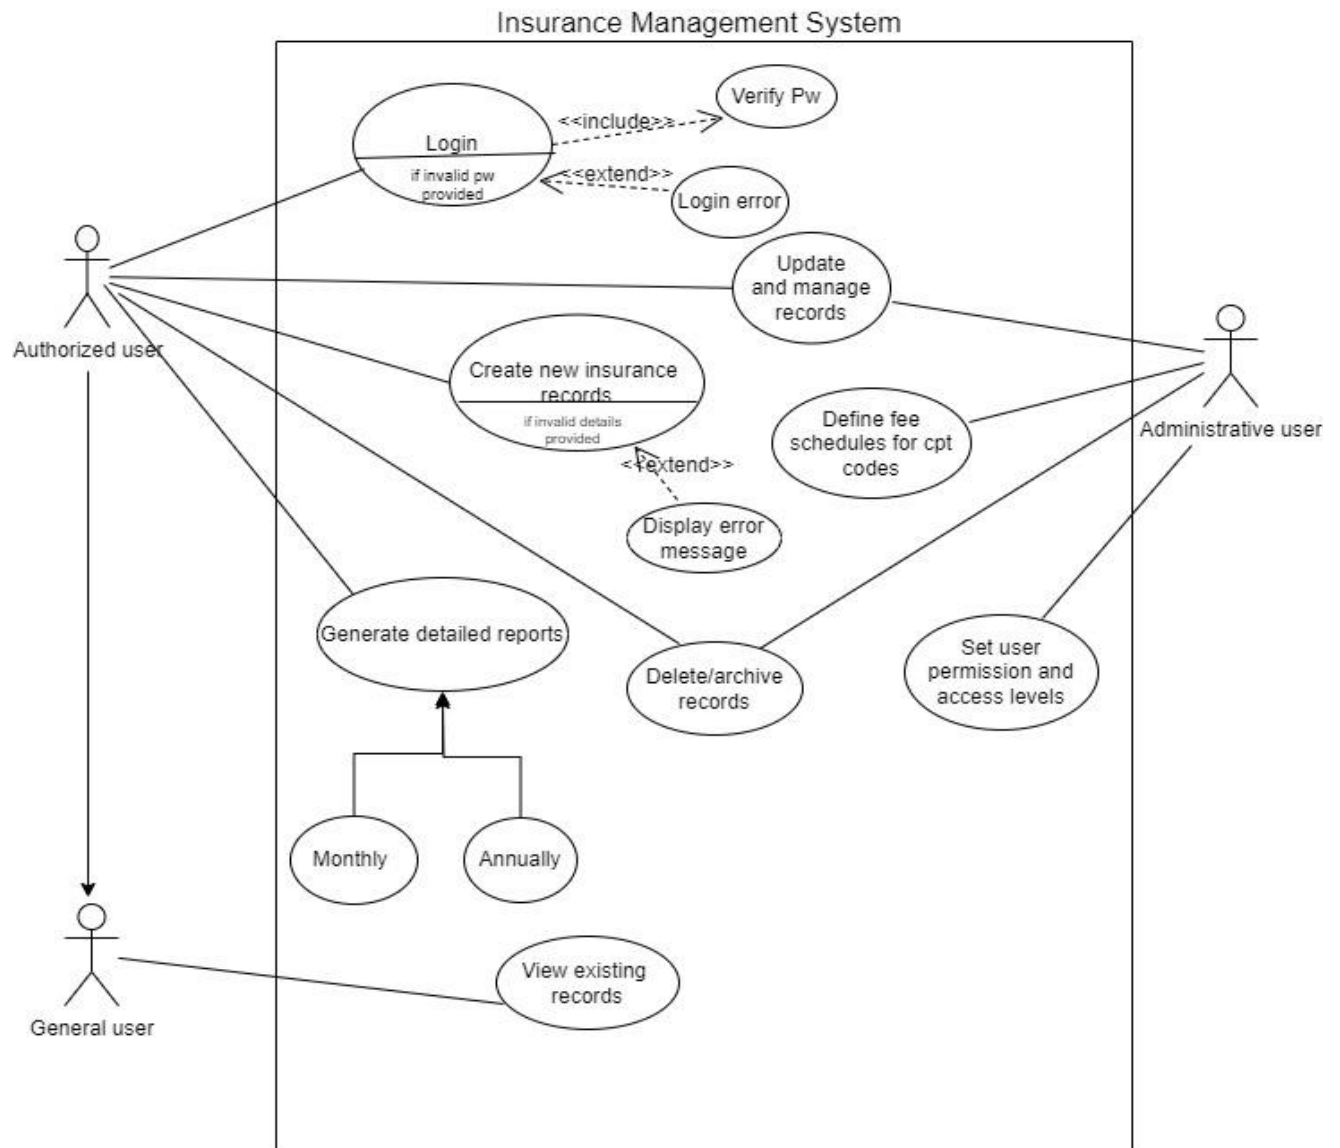 Insurance Management System
Verify Pw
<<include>>
Login
if invalid pw
provided
<<extend>>
Login error
Update
and manage
records
Authorized user
Create new insurance
records
if invalid details
provided
<<extend>>
Display error
message
Define fee
schedules for cpt
codes
Administrative user
Generate detailed reports
Delete/archive
records
Set user
permission and
access levels
Monthly
Annually
View existing
records
General user